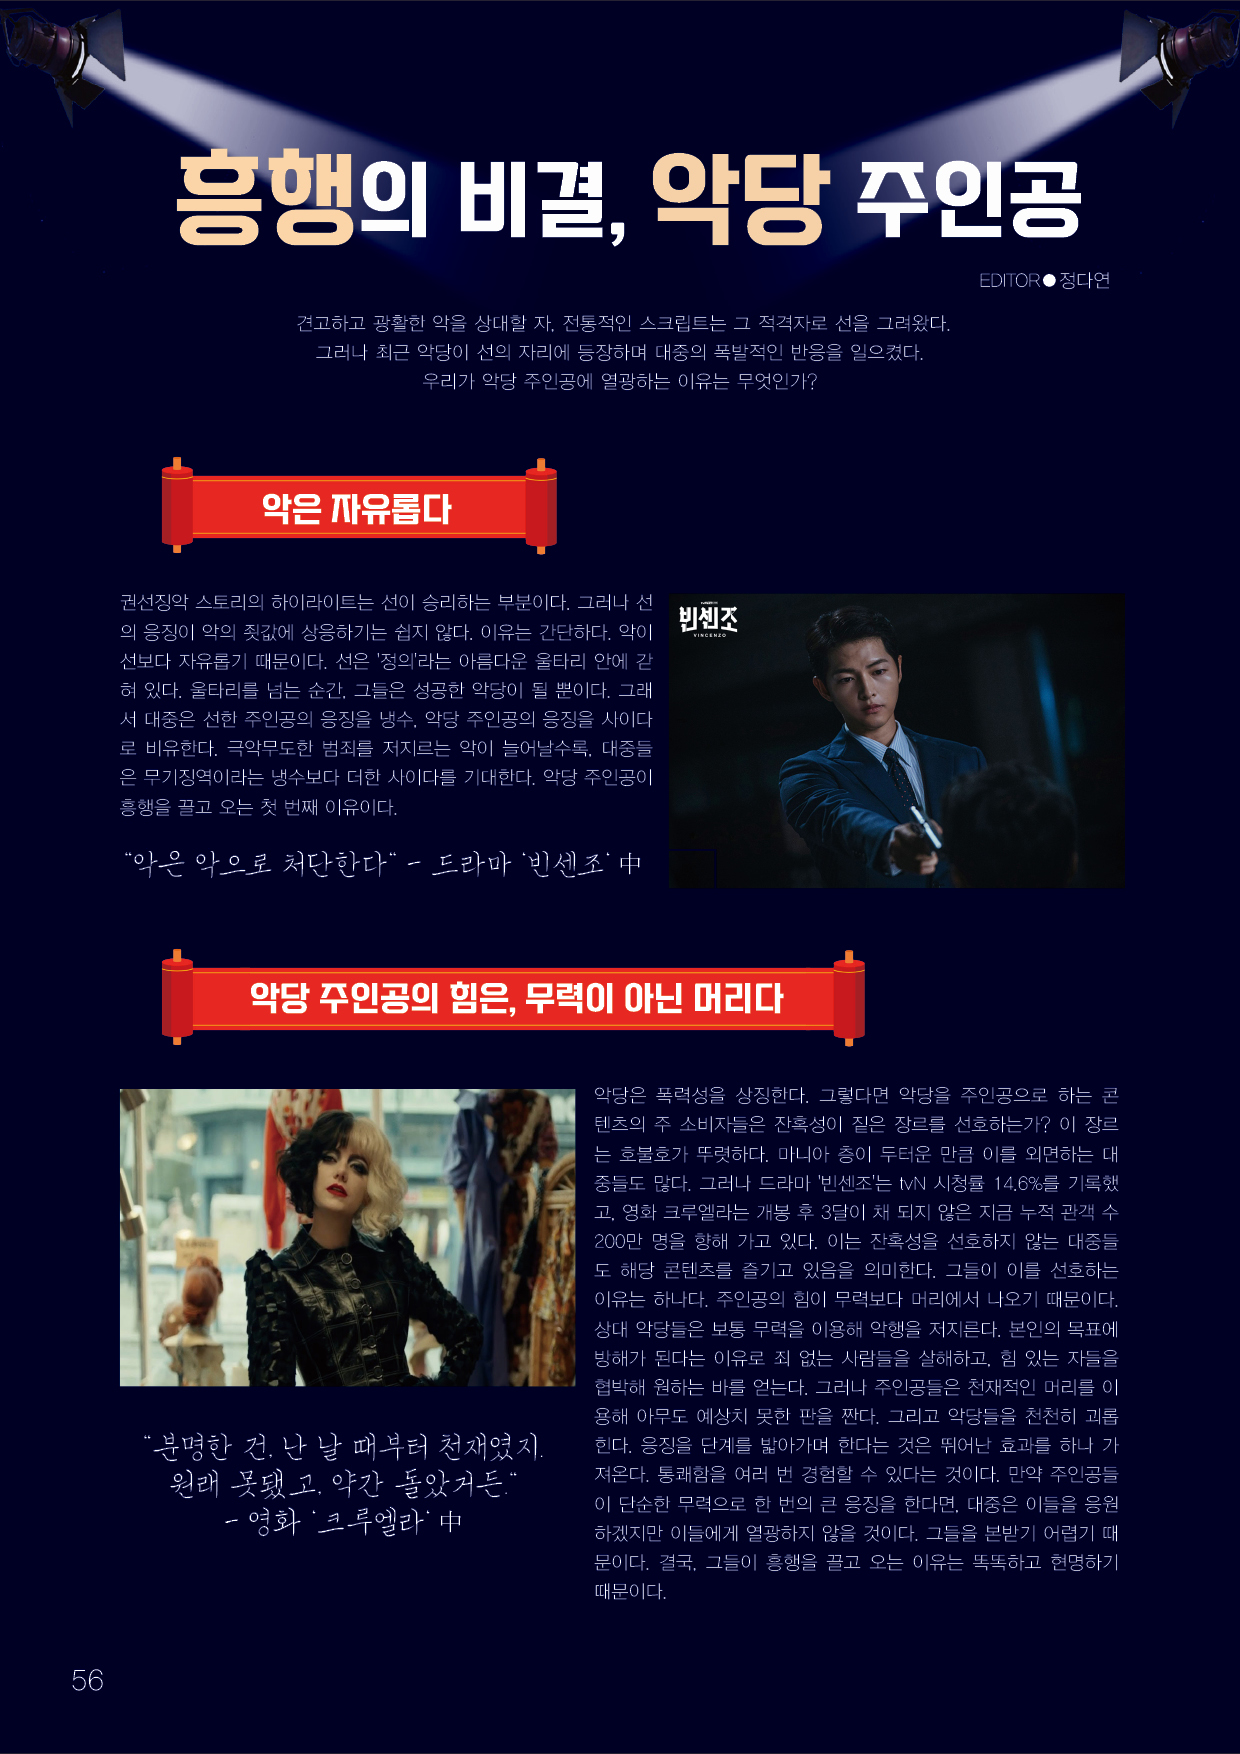 흥행의 비결, 악당 주인공
EDITOR●정다연
견고하고 광활한 악을 상대할 자, 전통적인 스크립트는 그 적격자로 선을 그려왔다.
그러나 최근 악당이 선의 자리에 등장하며 대중의 폭발적인 반응을 일으켰다.
우리가 악당 주인공에 열광하는 이유는 무엇인가?
악은 자유롭다
권선징악 스토리의 하이라이트는 선이 승리하는 부분이다. 그러나 선
의 응징이 악의 죗값에 상응하기는 쉽지 않다. 이유는 간단하다. 악이
선보다 자유롭기 때문이다. 선은 '정의'라는 아름다운 울타리 안에 갇
혀 있다. 울타리를 넘는 순간, 그들은 성공한 악당이 될 뿐이다. 그래
서 대중은 선한 주인공의 응징을 냉수, 악당 주인공의 응징을 사이다
로 비유한다. 극악무도한 범죄를 저지르는 악이 늘어날수록, 대중들
은 무기징역이라는 냉수보다 더한 사이다를 기대한다. 악당 주인공이
흥행을 끌고 오는 첫 번째 이유이다.
"악은 악으로 처단한다" - 드라마 '빈센조' 中
빈센조
VINCENZO
악당 주인공의 힘은, 무력이 아닌 머리다
악당은 폭력성을 상징한다. 그렇다면 악당을 주인공으로 하는 콘
텐츠의 주 소비자들은 잔혹성이 짙은 장르를 선호하는가? 이 장르
는 호불호가 뚜렷하다. 마니아 층이 두터운 만큼 이를 외면하는 대
중들도 많다. 그러나 드라마 '빈센조'는 tvN 시청률 14.6%를 기록했
고, 영화 크루엘라는 개봉 후 3달이 채 되지 않은 지금 누적 관객 수
200만 명을 향해 가고 있다. 이는 잔혹성을 선호하지 않는 대중들
도 해당 콘텐츠를 즐기고 있음을 의미한다. 그들이 이를 선호하는
이유는 하나다. 주인공의 힘이 무력보다 머리에서 나오기 때문이다.
상대 악당들은 보통 무력을 이용해 악행을 저지른다. 본인의 목표에
방해가 된다는 이유로 죄 없는 사람들을 살해하고, 힘 있는 자들을
협박해 원하는 바를 얻는다. 그러나 주인공들은 천재적인 머리를 이
용해 아무도 예상치 못한 판을 짠다. 그리고 악당들을 천천히 괴롭
힌다. 응징을 단계를 밟아가며 한다는 것은 뛰어난 효과를 하나 가
져온다. 통쾌함을 여러 번 경험할 수 있다는 것이다. 만약 주인공들
이 단순한 무력으로 한 번의 큰 응징을 한다면, 대중은 이들을 응원
하겠지만 이들에게 열광하지 않을 것이다. 그들을 본받기 어렵기 때
문이다. 결국, 그들이 흥행을 끌고 오는 이유는 똑똑하고 현명하기
때문이다.
"분명한 건, 난 날 때부터 천재였지.
원래 못됐고, 약간 돌았거든."
- 영화 '크루엘라' 中
56